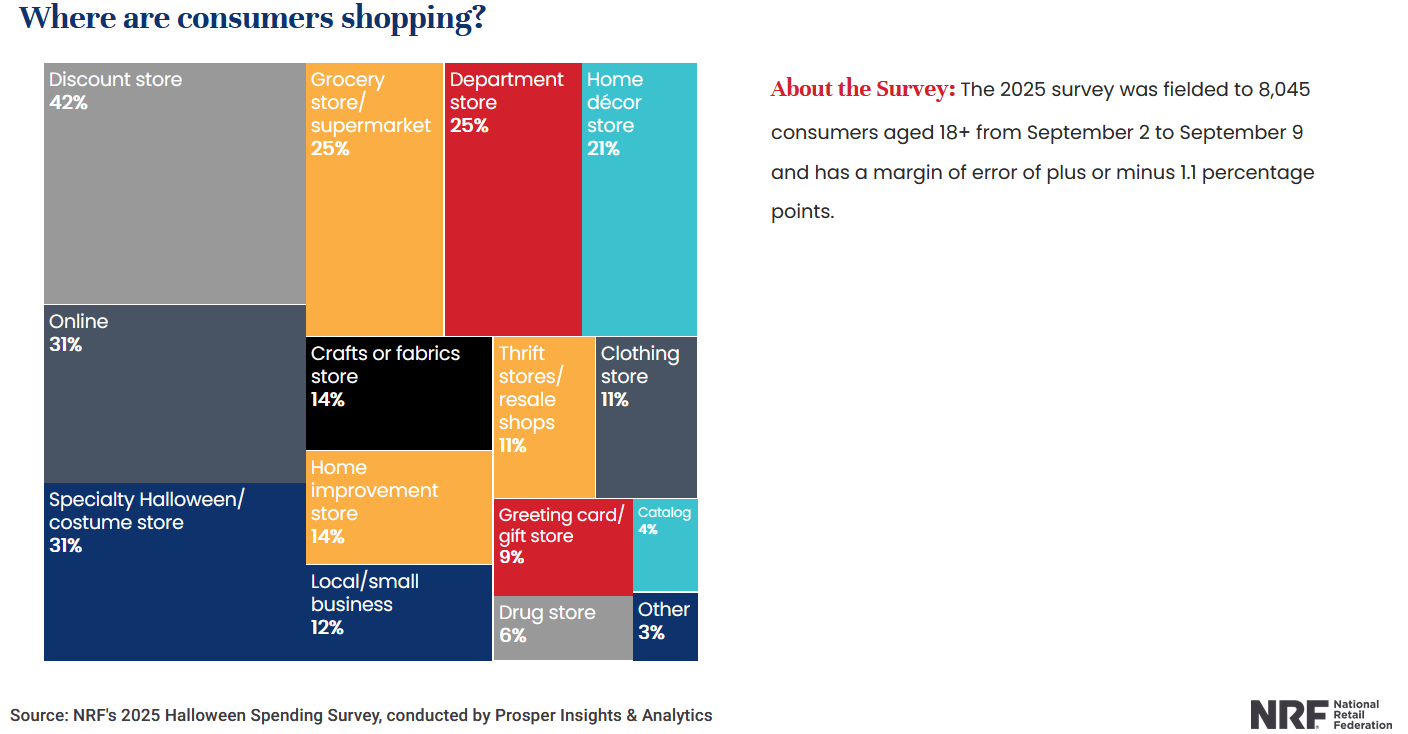 Where are consumers shopping?
Discount store
42%
Online
31%
Specialty Halloween/
costume store
31%
Grocery
store/
supermarket
25%
Department
store
25%
Home
décor
store
21%
Crafts or fabrics
store
14%
Home
improvement
store
14%
Local/small
business
12%
Thrift
stores/
resale
shops
11%
Clothing
store
11%
Greeting card/
gift store
9%
Drug store
6%
Catalog
4%
Other
3%
About the Survey: The 2025 survey was fielded to 8,045
consumers aged 18+ from September 2 to September 9
and has a margin of error of plus or minus 1.1 percentage
points.
Source: NRF's 2025 Halloween Spending Survey, conducted by Prosper Insights & Analytics
NRF
National
Retail
Federation